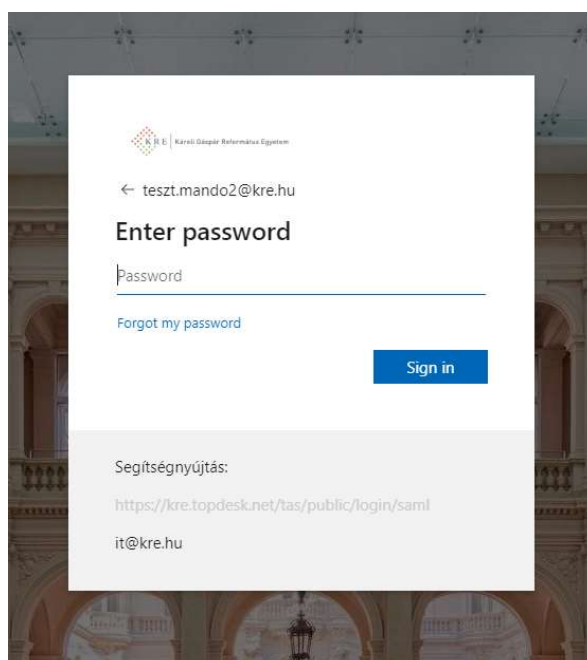 KRE Károli Gáspár Református Egyetem
← teszt.mando2@kre.hu
Enter password
Password
Forgot my password
Sign in
Segítségnyújtás:
https://kre.topdesk.net/tas/public/login/saml
it@kre.hu